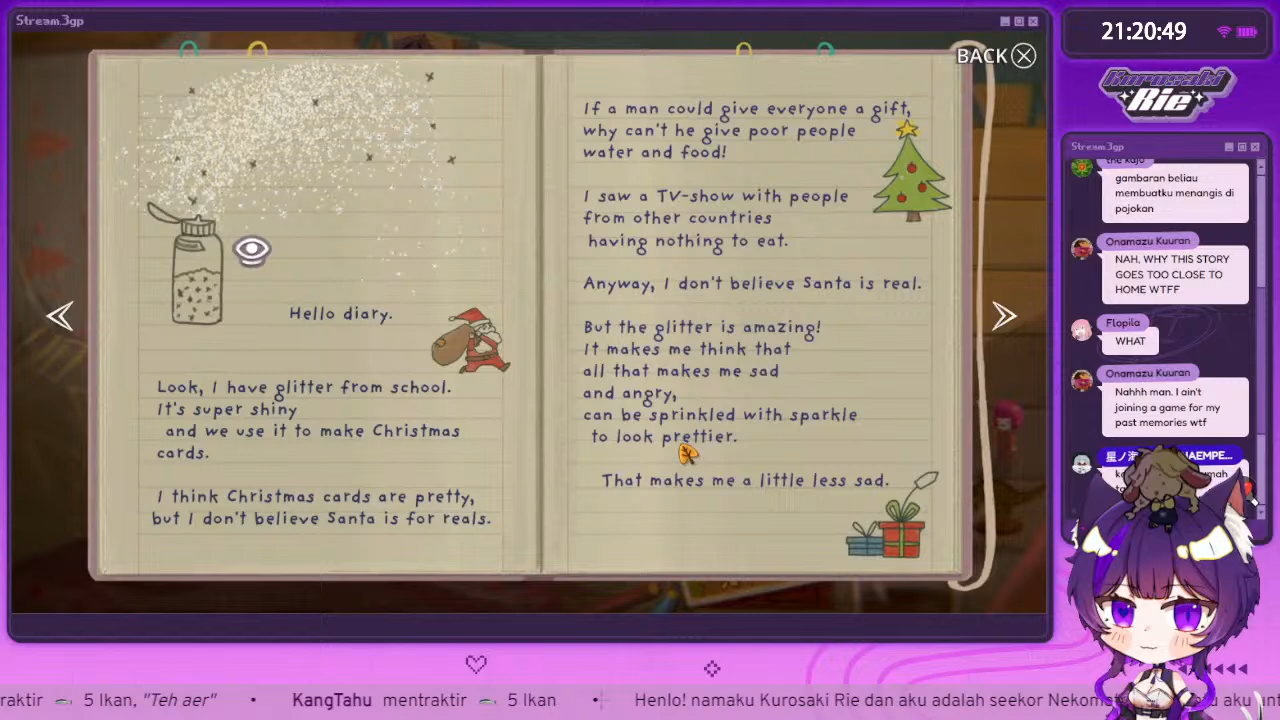 Stream.3gp
BACK
Hello diary.
Look, I have glitter from school.
It's super shiny
and we use it to make Christmas
cards.
I think Christmas cards are pretty,
but I don't believe Santa is for reals.
If a man could give everyone a gift,
why can't he give poor people
water and food!
I saw a TV-show with people
from other countries
having nothing to eat.
Anyway, I don't believe Santa is real.
But the glitter is amazing!
It makes me think that
all that makes me sad
and angry,
can be sprinkled with sparkle
to look prettier.
That makes me a little less sad.
21:20:49
Kurosaki
Rie
Stream.3gp
gambaran beliau
membuatku menangis di
pojokan
Onamazu Kuuran
NAH, WHY THIS STORY
GOES TOO CLOSE TO
HOME WTFF
Flopila
WHAT
Onamazu Kuuran
Nahhh man. I ain't
joining a game for my
past memories wtf
raktir 5 Ikan, "Teh aer" • KangTahu mentraktir 5 Ikan • Henlo! namaku Kurosaki Rie dan aku adalah seekor